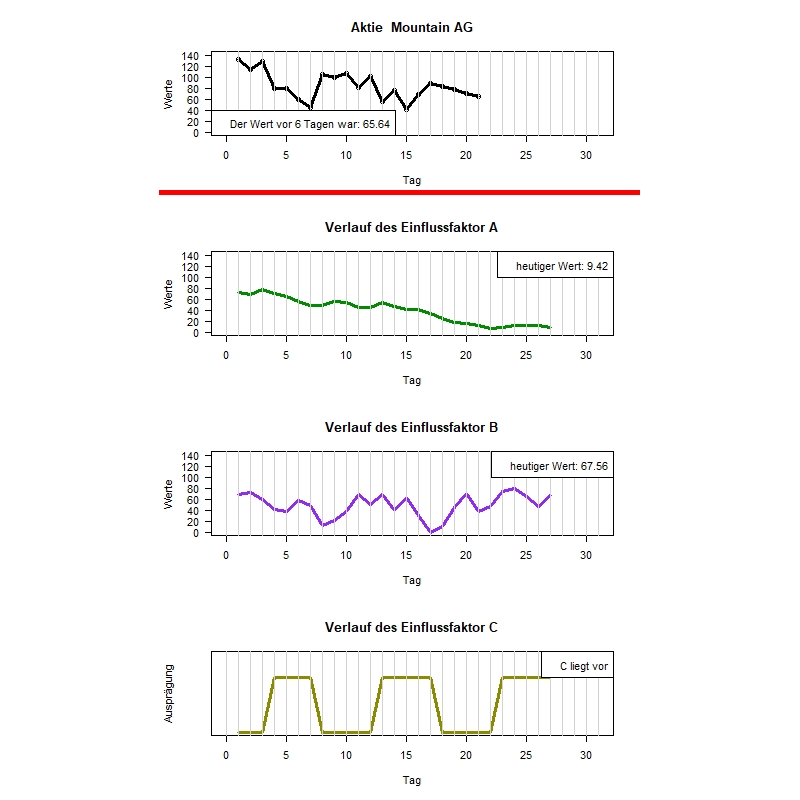 Aktie  Mountain AG
Werte
140
120
100
80
60
40
20
0
Der Wert vor 6 Tagen war: 65.64
0 5 10 15 20 25 30
Tag
Verlauf des Einflussfaktor A
Werte
140
120
100
80
60
40
20
0
heutiger Wert: 9.42
0 5 10 15 20 25 30
Tag
Verlauf des Einflussfaktor B
Werte
140
120
100
80
60
40
20
0
heutiger Wert: 67.56
0 5 10 15 20 25 30
Tag
Verlauf des Einflussfaktor C
Ausprägung
C liegt vor
0 5 10 15 20 25 30
Tag